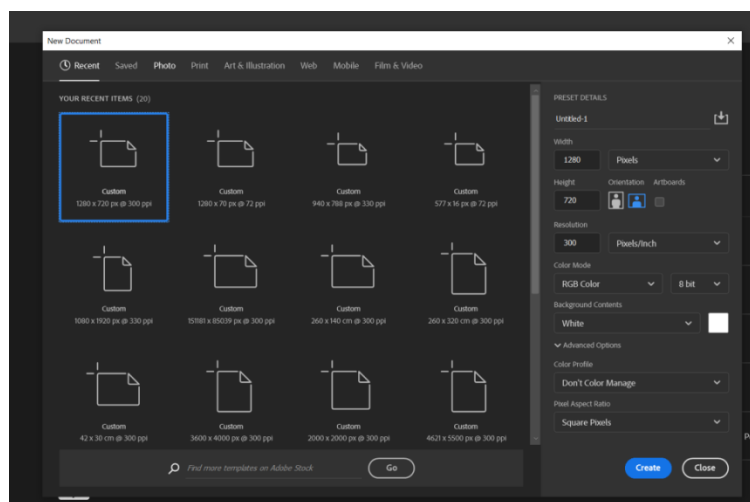 New Document
Recent Saved Photo Print Art & Illustration Web Mobile Film & Video
YOUR RECENT ITEMS (20)
Custom Custom Custom Custom
1280 x 720 px @ 300 ppi 1280 x 70 px @ 72 ppi 940 x 788 px @ 330 ppi 577 x 16 px @ 72 ppi
Custom Custom Custom Custom
1080 x 1920 px @ 330 ppi 151181 x 85039 px @ 300 ppi 260 x 140 cm @ 300 ppi 260 x 320 cm @ 300 ppi
Custom Custom Custom Custom
42 x 30 cm @ 300 ppi 3600 x 4000 px @ 300 ppi 2000 x 2000 px @ 300 ppi 4621 x 5500 px @ 300 ppi
Find more templates on Adobe Stock Go
PRESET DETAILS
Untitled-1
Width
1280 Pixels
Height Orientation Artboards
720
Resolution
300 Pixels/Inch
Color Mode
RGB Color 8 bit
Background Contents
White
Advanced Options
Color Profile
Don't Color Manage
Pixel Aspect Ratio
Square Pixels
Create Close